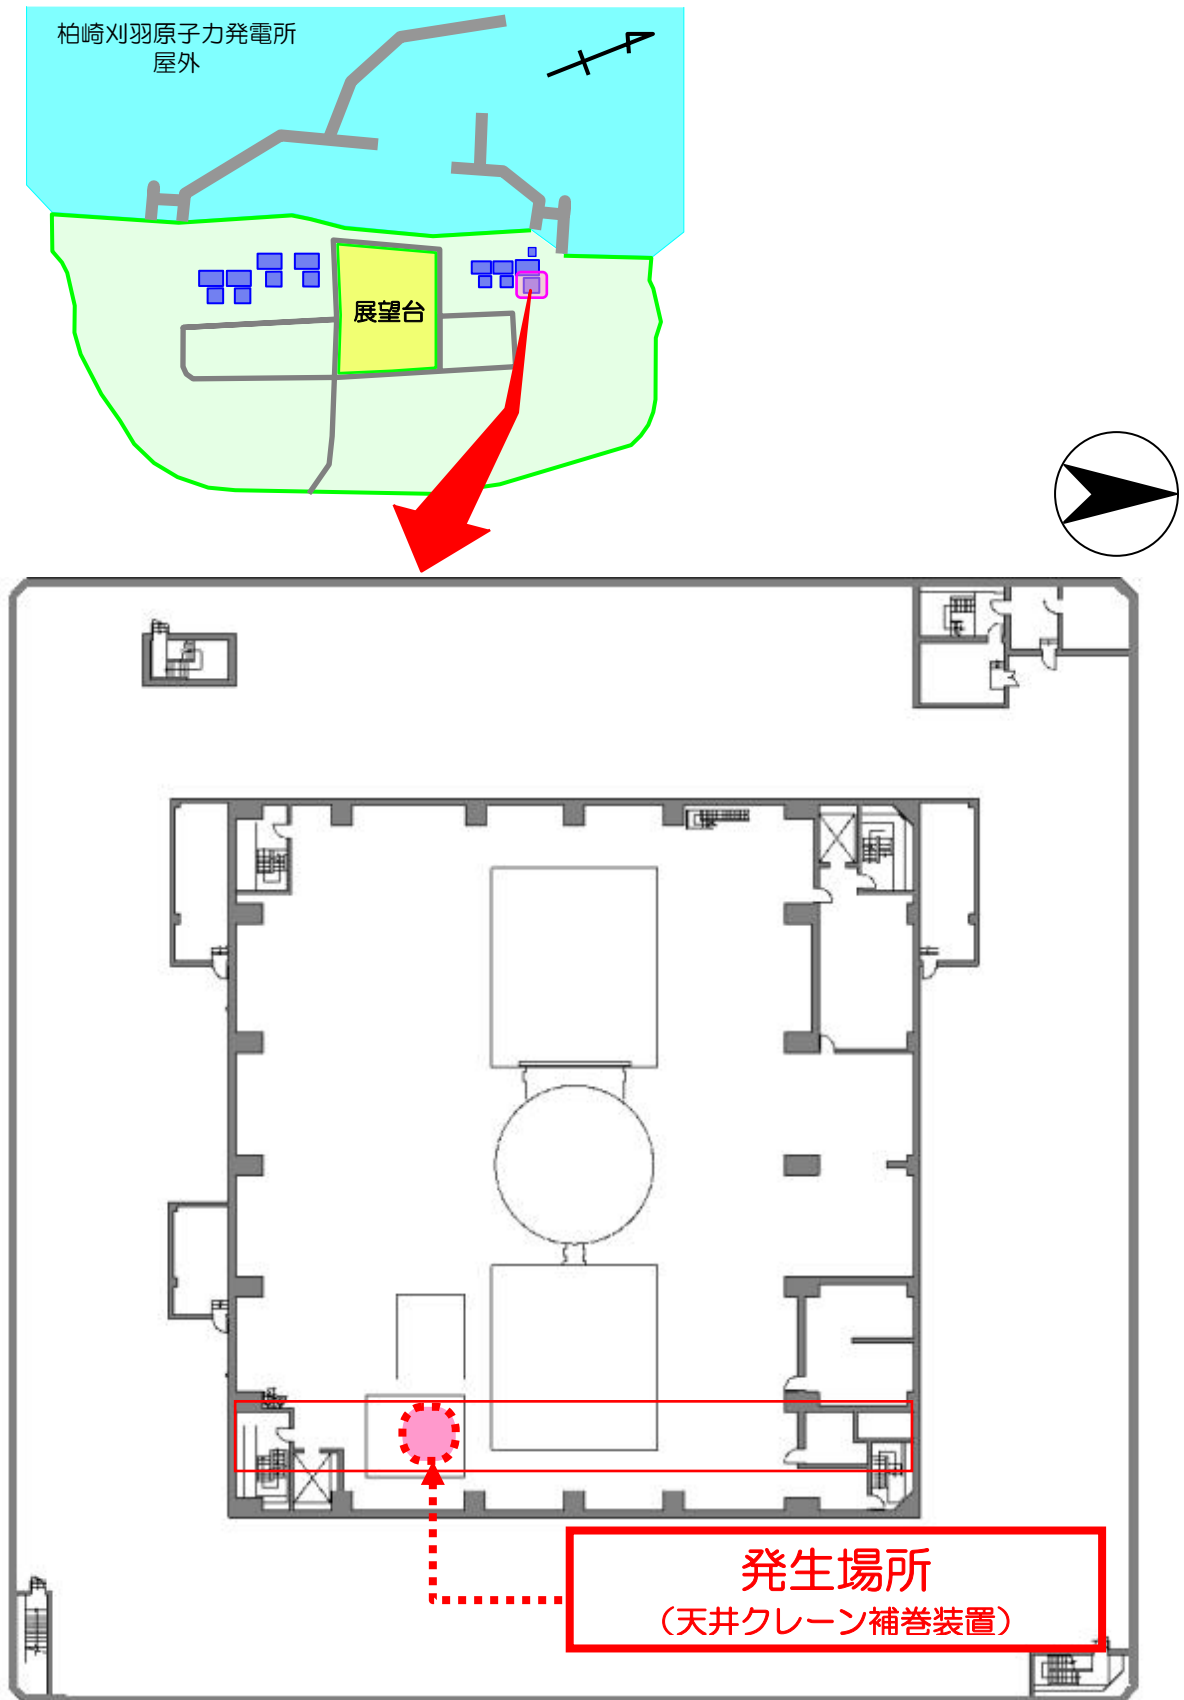 柏崎刈羽原子力発電所
屋外
展望台
発生場所
（天井クレーン補巻装置）